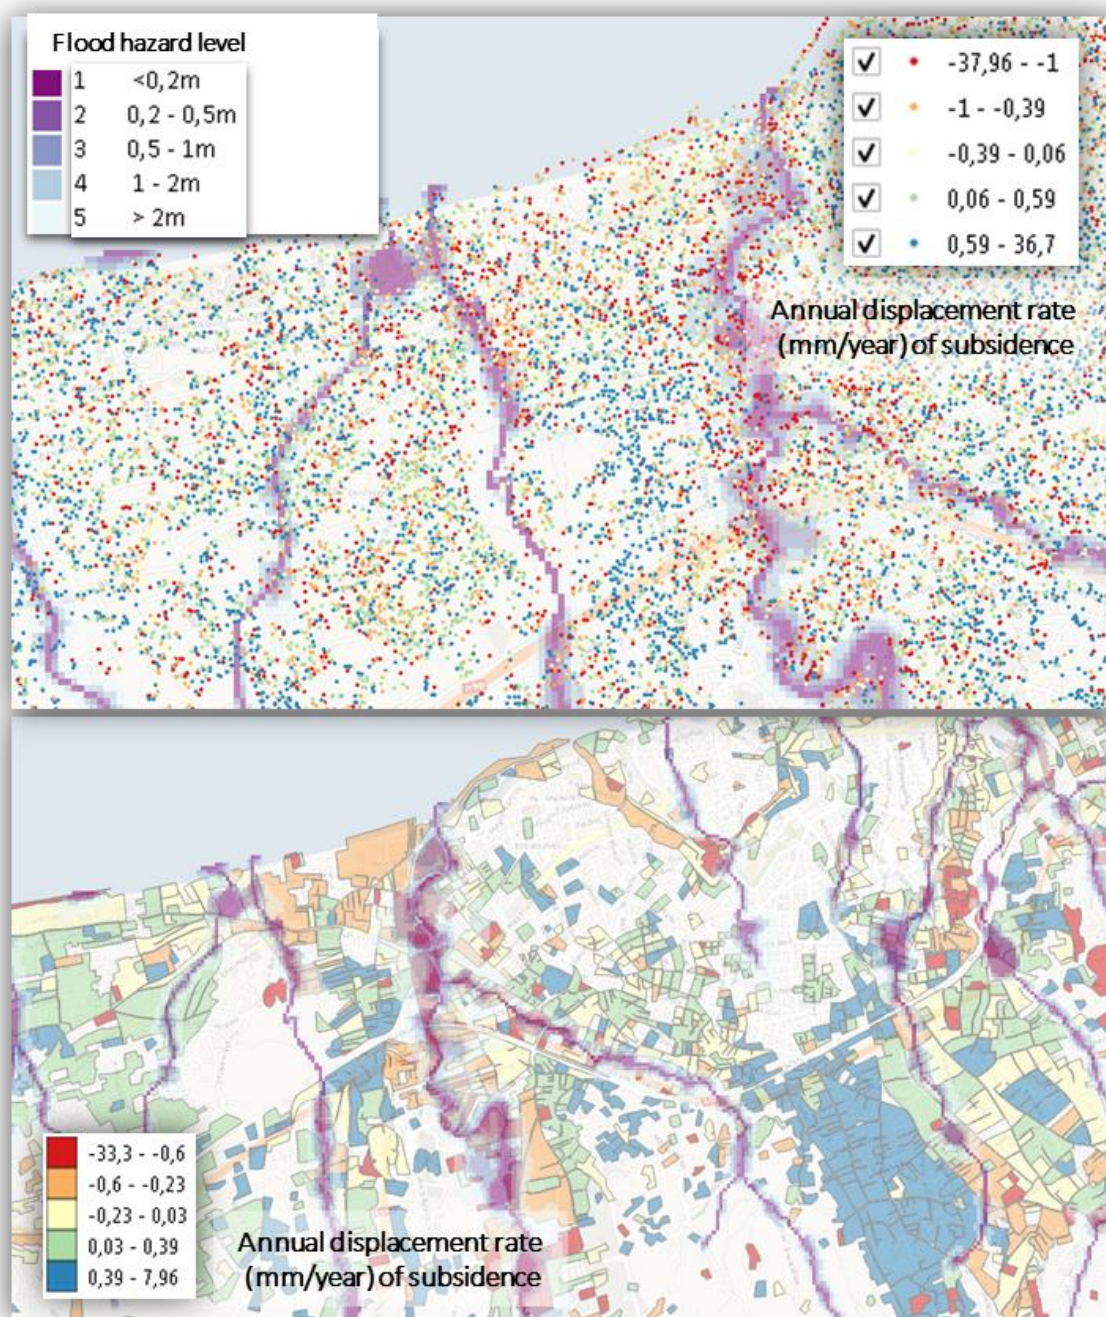 Flood hazard level
1 <0,2m
2 0,2 - 0,5m
3 0,5 - 1m
4 1 - 2m
5 > 2m
-37,96 - -1
-1 - -0,39
-0,39 - 0,06
0,06 - 0,59
0,59 - 36,7
Annual displacement rate
(mm/year) of subsidence
-33,3 - -0,6
-0,6 - -0,23
-0,23 - 0,03
0,03 - 0,39
0,39 - 7,96
Annual displacement rate
(mm/year) of subsidence